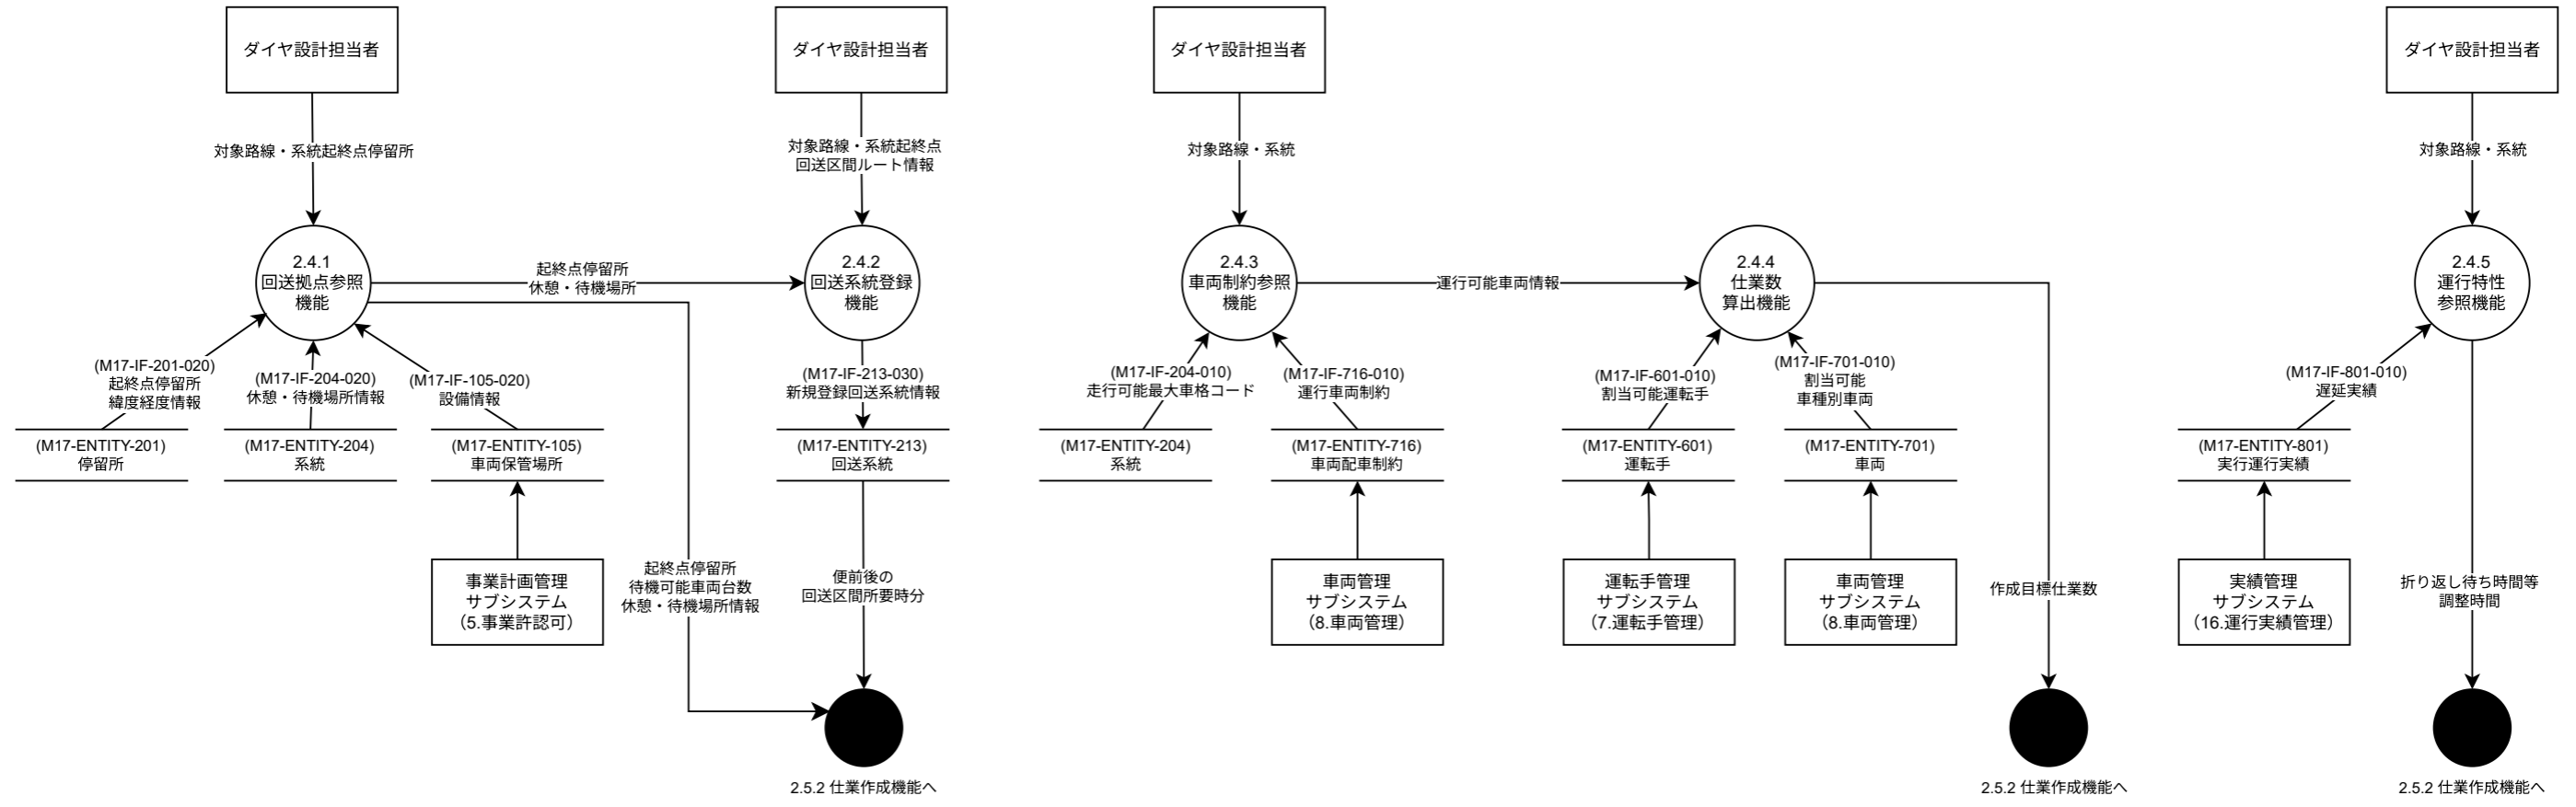 ダイヤ設計担当者
ダイヤ設計担当者
ダイヤ設計担当者
ダイヤ設計担当者
対象路線・系統起終点停留所
対象路線・系統起終点
回送区間ルート情報
対象路線・系統
対象路線・系統
2.4.1
回送拠点参照
機能
起終点停留所
休憩・待機場所
2.4.2
回送系統登録
機能
2.4.3
車両制約参照
機能
運行可能車両情報
2.4.4
仕業数
算出機能
2.4.5
運行特性
参照機能
(M17-IF-201-020)
起終点停留所
緯度経度情報
(M17-IF-204-020)
休憩・待機場所情報
(M17-IF-105-020)
設備情報
(M17-IF-213-030)
新規登録回送系統情報
(M17-IF-204-010)
走行可能最大車格コード
(M17-IF-716-010)
運行車両制約
(M17-IF-601-010)
割当可能運転手
(M17-IF-701-010)
割当可能
車種別車両
(M17-IF-801-010)
遅延実績
(M17-ENTITY-201)
停留所
(M17-ENTITY-204)
系統
(M17-ENTITY-105)
車両保管場所
(M17-ENTITY-213)
回送系統
(M17-ENTITY-204)
系統
(M17-ENTITY-716)
車両配車制約
(M17-ENTITY-601)
運転手
(M17-ENTITY-701)
車両
(M17-ENTITY-801)
実行運行実績
事業計画管理
サブシステム
（5.事業許認可）
起終点停留所
待機可能車両台数
休憩・待機場所情報
便前後の
回送区間所要時分
車両管理
サブシステム
（8.車両管理）
運転手管理
サブシステム
（7.運転手管理）
車両管理
サブシステム
（8.車両管理）
作成目標仕業数
実績管理
サブシステム
（16.運行実績管理）
折り返し待ち時間等
調整時間
2.5.2 仕業作成機能へ
2.5.2 仕業作成機能へ
2.5.2 仕業作成機能へ